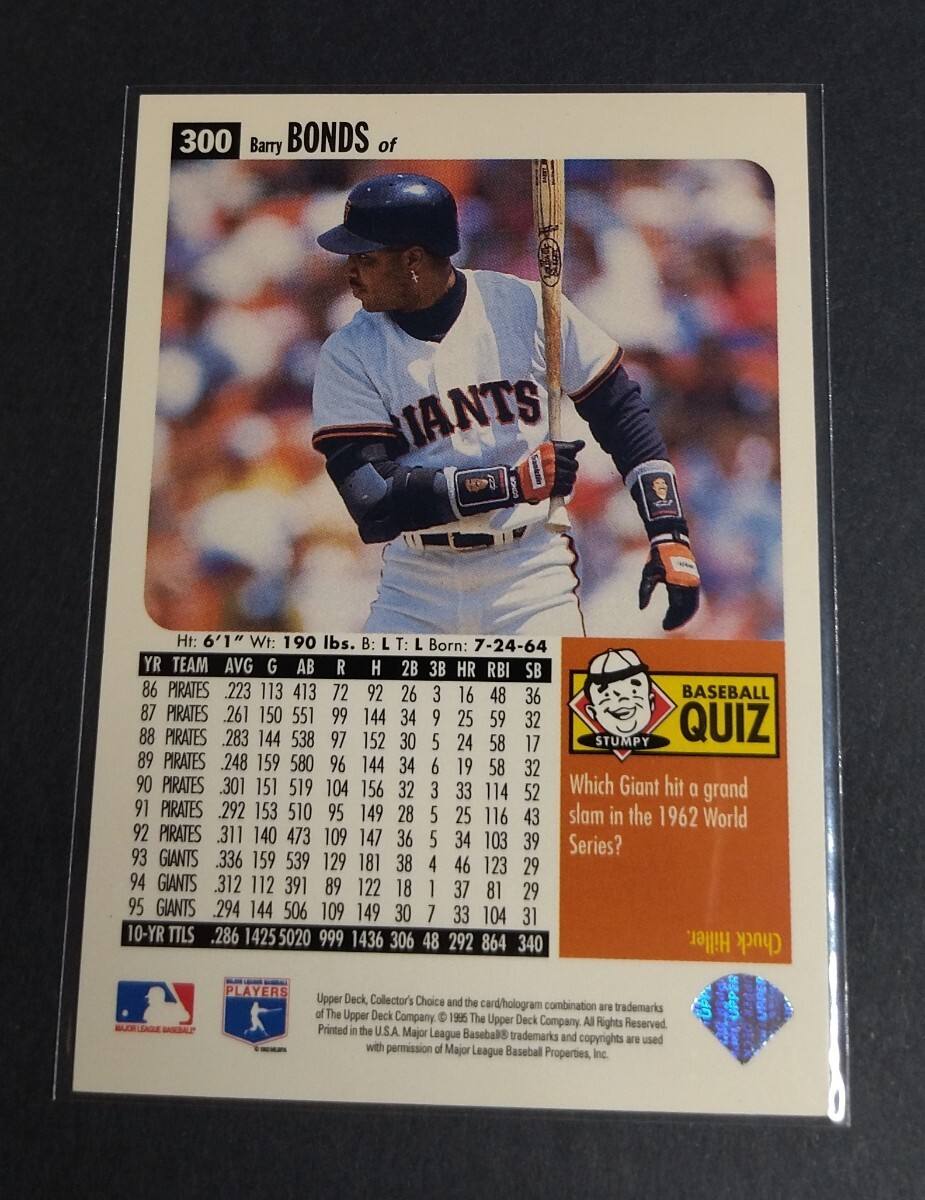 300 Barry BONDS of
GIANTS
Franklin
Ht: 6'1" Wt: 190 lbs. B: L T: L Born: 7-24-64
YR TEAM AVG G AB R H 2B 3B HR RBI SB
86 PIRATES .223 113 413 72 92 26 3 16 48 36
87 PIRATES .261 150 551 99 144 34 9 25 59 32
88 PIRATES .283 144 538 97 152 30 5 24 58 17
89 PIRATES .248 159 580 96 144 34 6 19 58 32
90 PIRATES .301 151 519 104 156 32 3 33 114 52
91 PIRATES .292 153 510 95 149 28 5 25 116 43
92 PIRATES .311 140 473 109 147 36 5 34 103 39
93 GIANTS .336 159 539 129 181 38 4 46 123 29
94 GIANTS .312 112 391 89 122 18 1 37 81 29
95 GIANTS .294 144 506 109 149 30 7 33 104 31
10-YR TTLS .286 1425 5020 999 1436 306 48 292 864 340
STUMPY
BASEBALL
QUIZ
Which Giant hit a grand
slam in the 1962 World
Series?
Chuck Hiller.
MAJOR LEAGUE BASEBALL
MAJOR LEAGUE BASEBALL
PLAYERS
Upper Deck, Collector's Choice and the card/hologram combination are trademarks
of The Upper Deck Company. © 1995 The Upper Deck Company. All Rights Reserved.
Printed in the U.S.A. Major League Baseball® trademarks and copyrights are used
with permission of Major League Baseball Properties, Inc.
UPPER